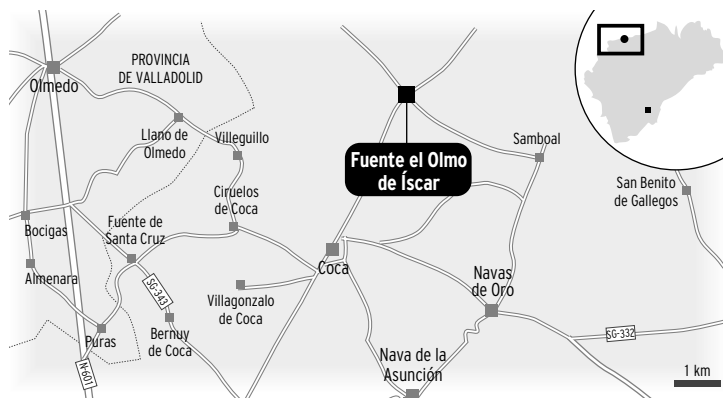 PROVINCIA
DE VALLADOLID
Olmedo
Llano de
Olmedo
Villeguillo
Samboal
Fuente el Olmo
de Íscar
San Benito
de Gallegos
Ciruelos
de Coca
Bocigas
Fuente de
Santa Cruz
Coca
Almenara
Navas
de Oro
SG-343
Villagonzalo
de Coca
Puras
Bernuy
de Coca
SG-332
Nava de la
Asunción
N-601
1 km